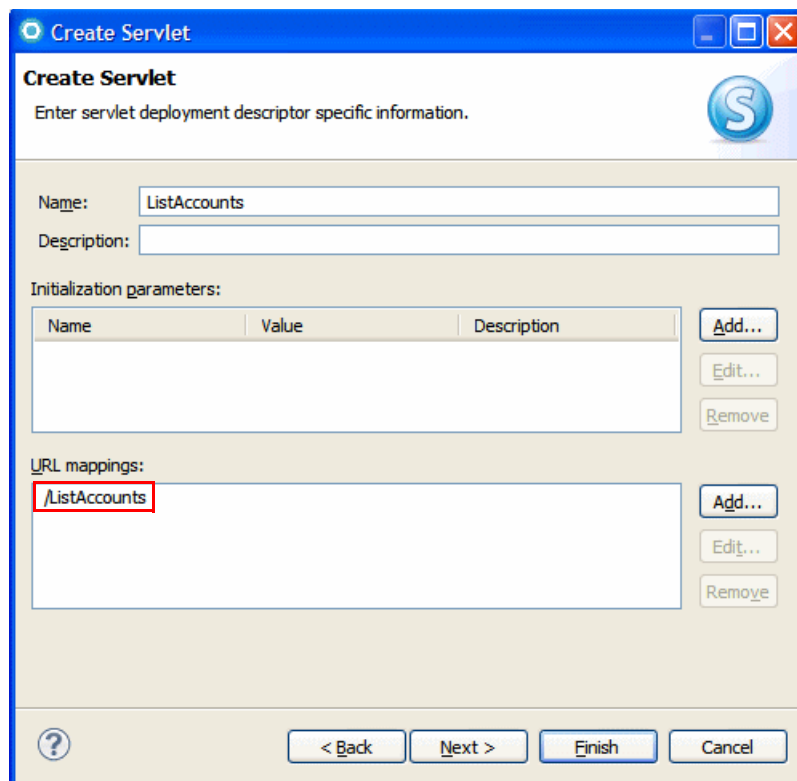 Create Servlet
Create Servlet
Enter servlet deployment descriptor specific information.
S
Name: ListAccounts
Description:
Initialization parameters:
Name Value Description
Add...
Edit...
Remove
URL mappings:
/ListAccounts
Add...
Edit...
Remove
? < Back Next > Finish Cancel